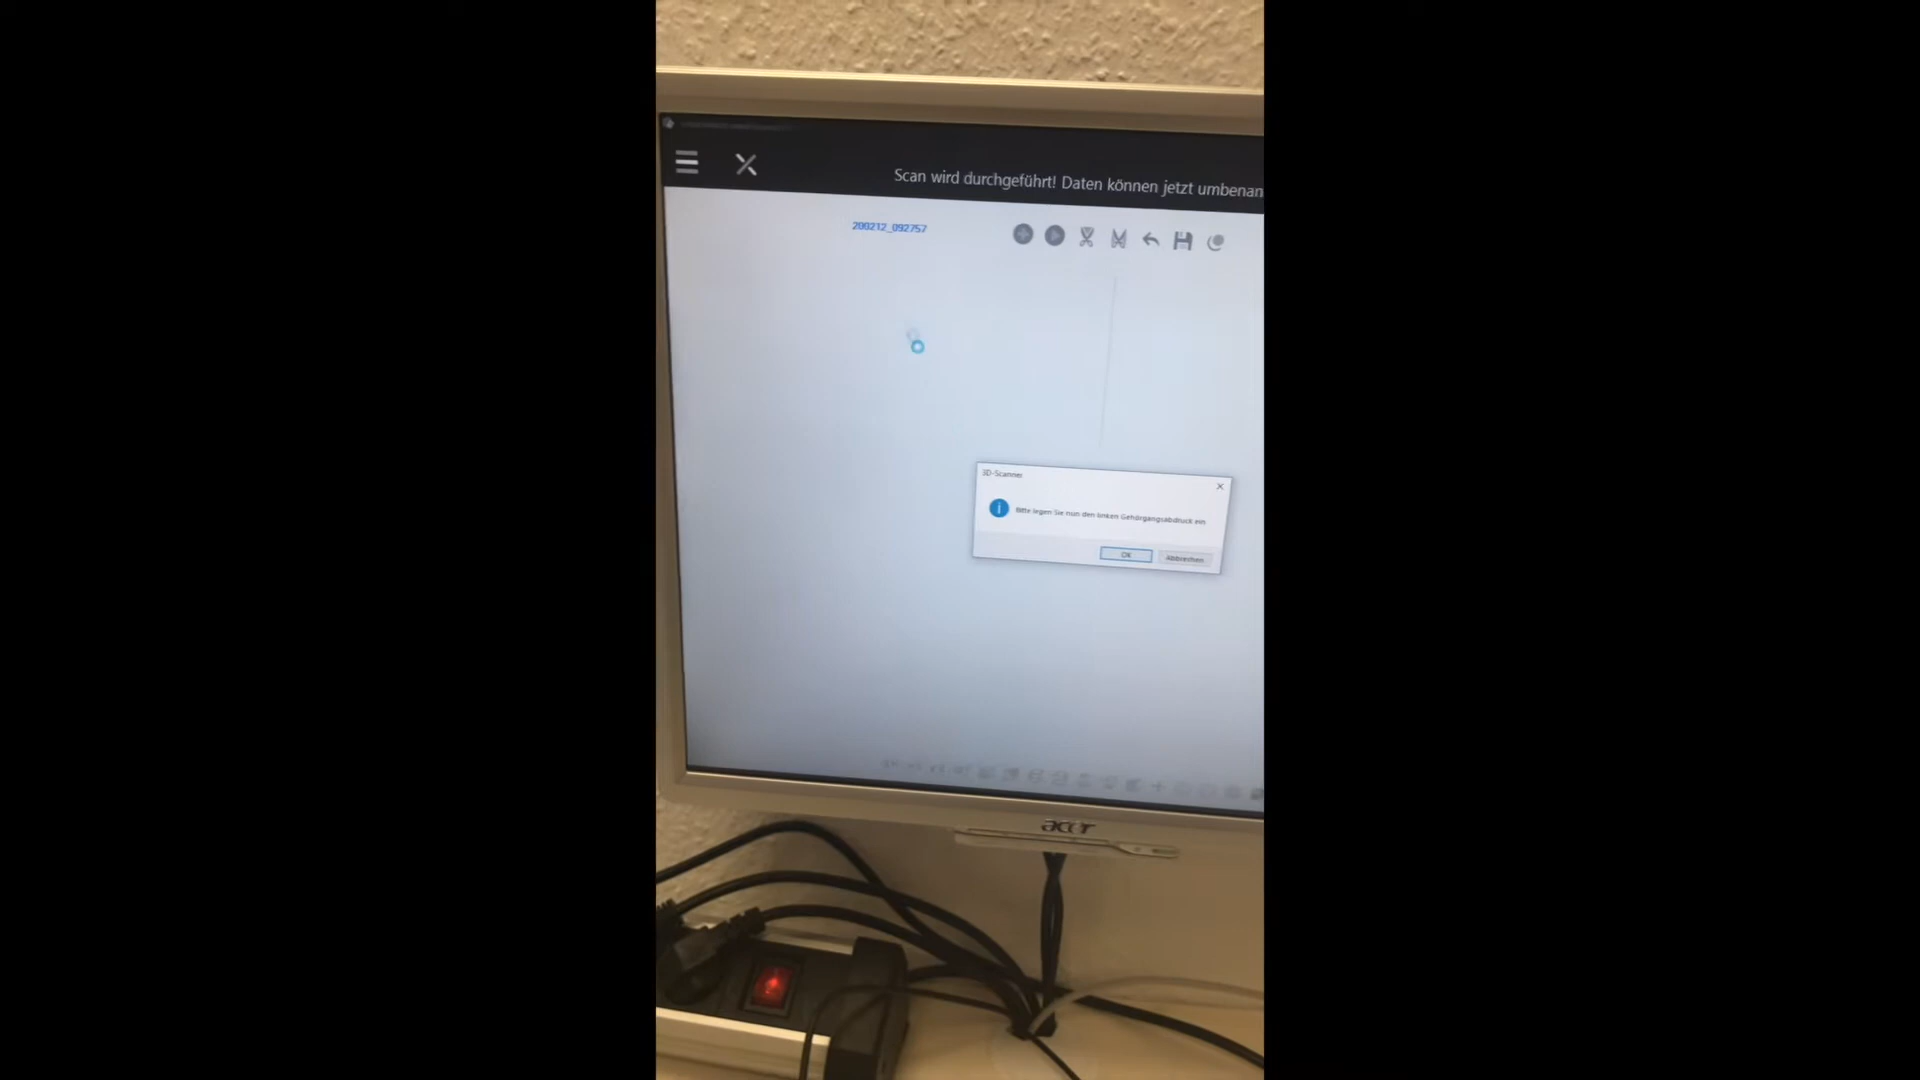 Scan wird durchgeführt! Daten können jetzt umbenan
200212_092757
3D-Scanner
Bitte legen Sie nun den linken Gehörgangsabdruck ein
OK
Abbrechen
acer